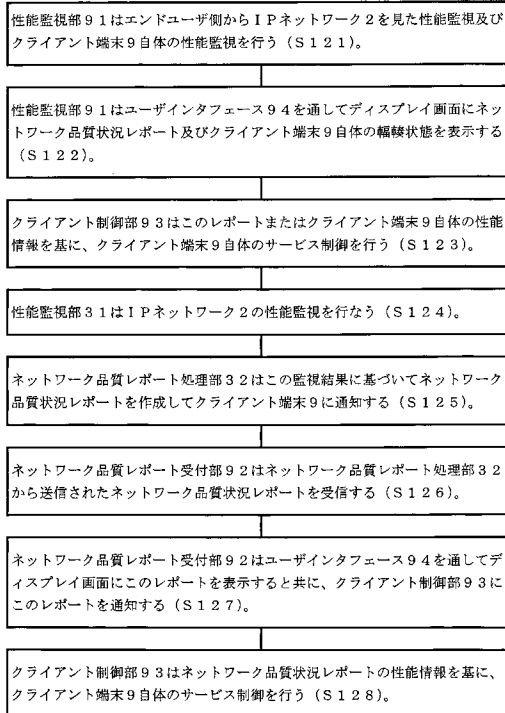 性能監視部９１はエンドユーザ側からＩＰネットワーク２を見た性能監視及び
クライアント端末９自体の性能監視を行う（Ｓ１２１）。
性能監視部９１はユーザインタフェース９４を通してディスプレイ画面にネッ
トワーク品質状況レポート及びクライアント端末９自体の輻輳状態を表示する
（Ｓ１２２）。
クライアント制御部９３はこのレポートまたはクライアント端末９自体の性能
情報を基に、クライアント端末９自体のサービス制御を行う（Ｓ１２３）。
性能監視部３１はＩＰネットワーク２の性能監視を行なう（Ｓ１２４）。
ネットワーク品質レポート処理部３２はこの監視結果に基づいてネットワーク
品質状況レポートを作成してクライアント端末９に通知する（Ｓ１２５）。
ネットワーク品質レポート受付部９２はネットワーク品質レポート処理部３２
から送信されたネットワーク品質状況レポートを受信する（Ｓ１２６）。
ネットワーク品質レポート受付部９２はユーザインタフェース９４を通してデ
ィスプレイ画面にこのレポートを表示すると共に、クライアント制御部９３に
このレポートを通知する（Ｓ１２７）。
クライアント制御部９３はネットワーク品質状況レポートの性能情報を基に、
クライアント端末９自体のサービス制御を行う（Ｓ１２８）。